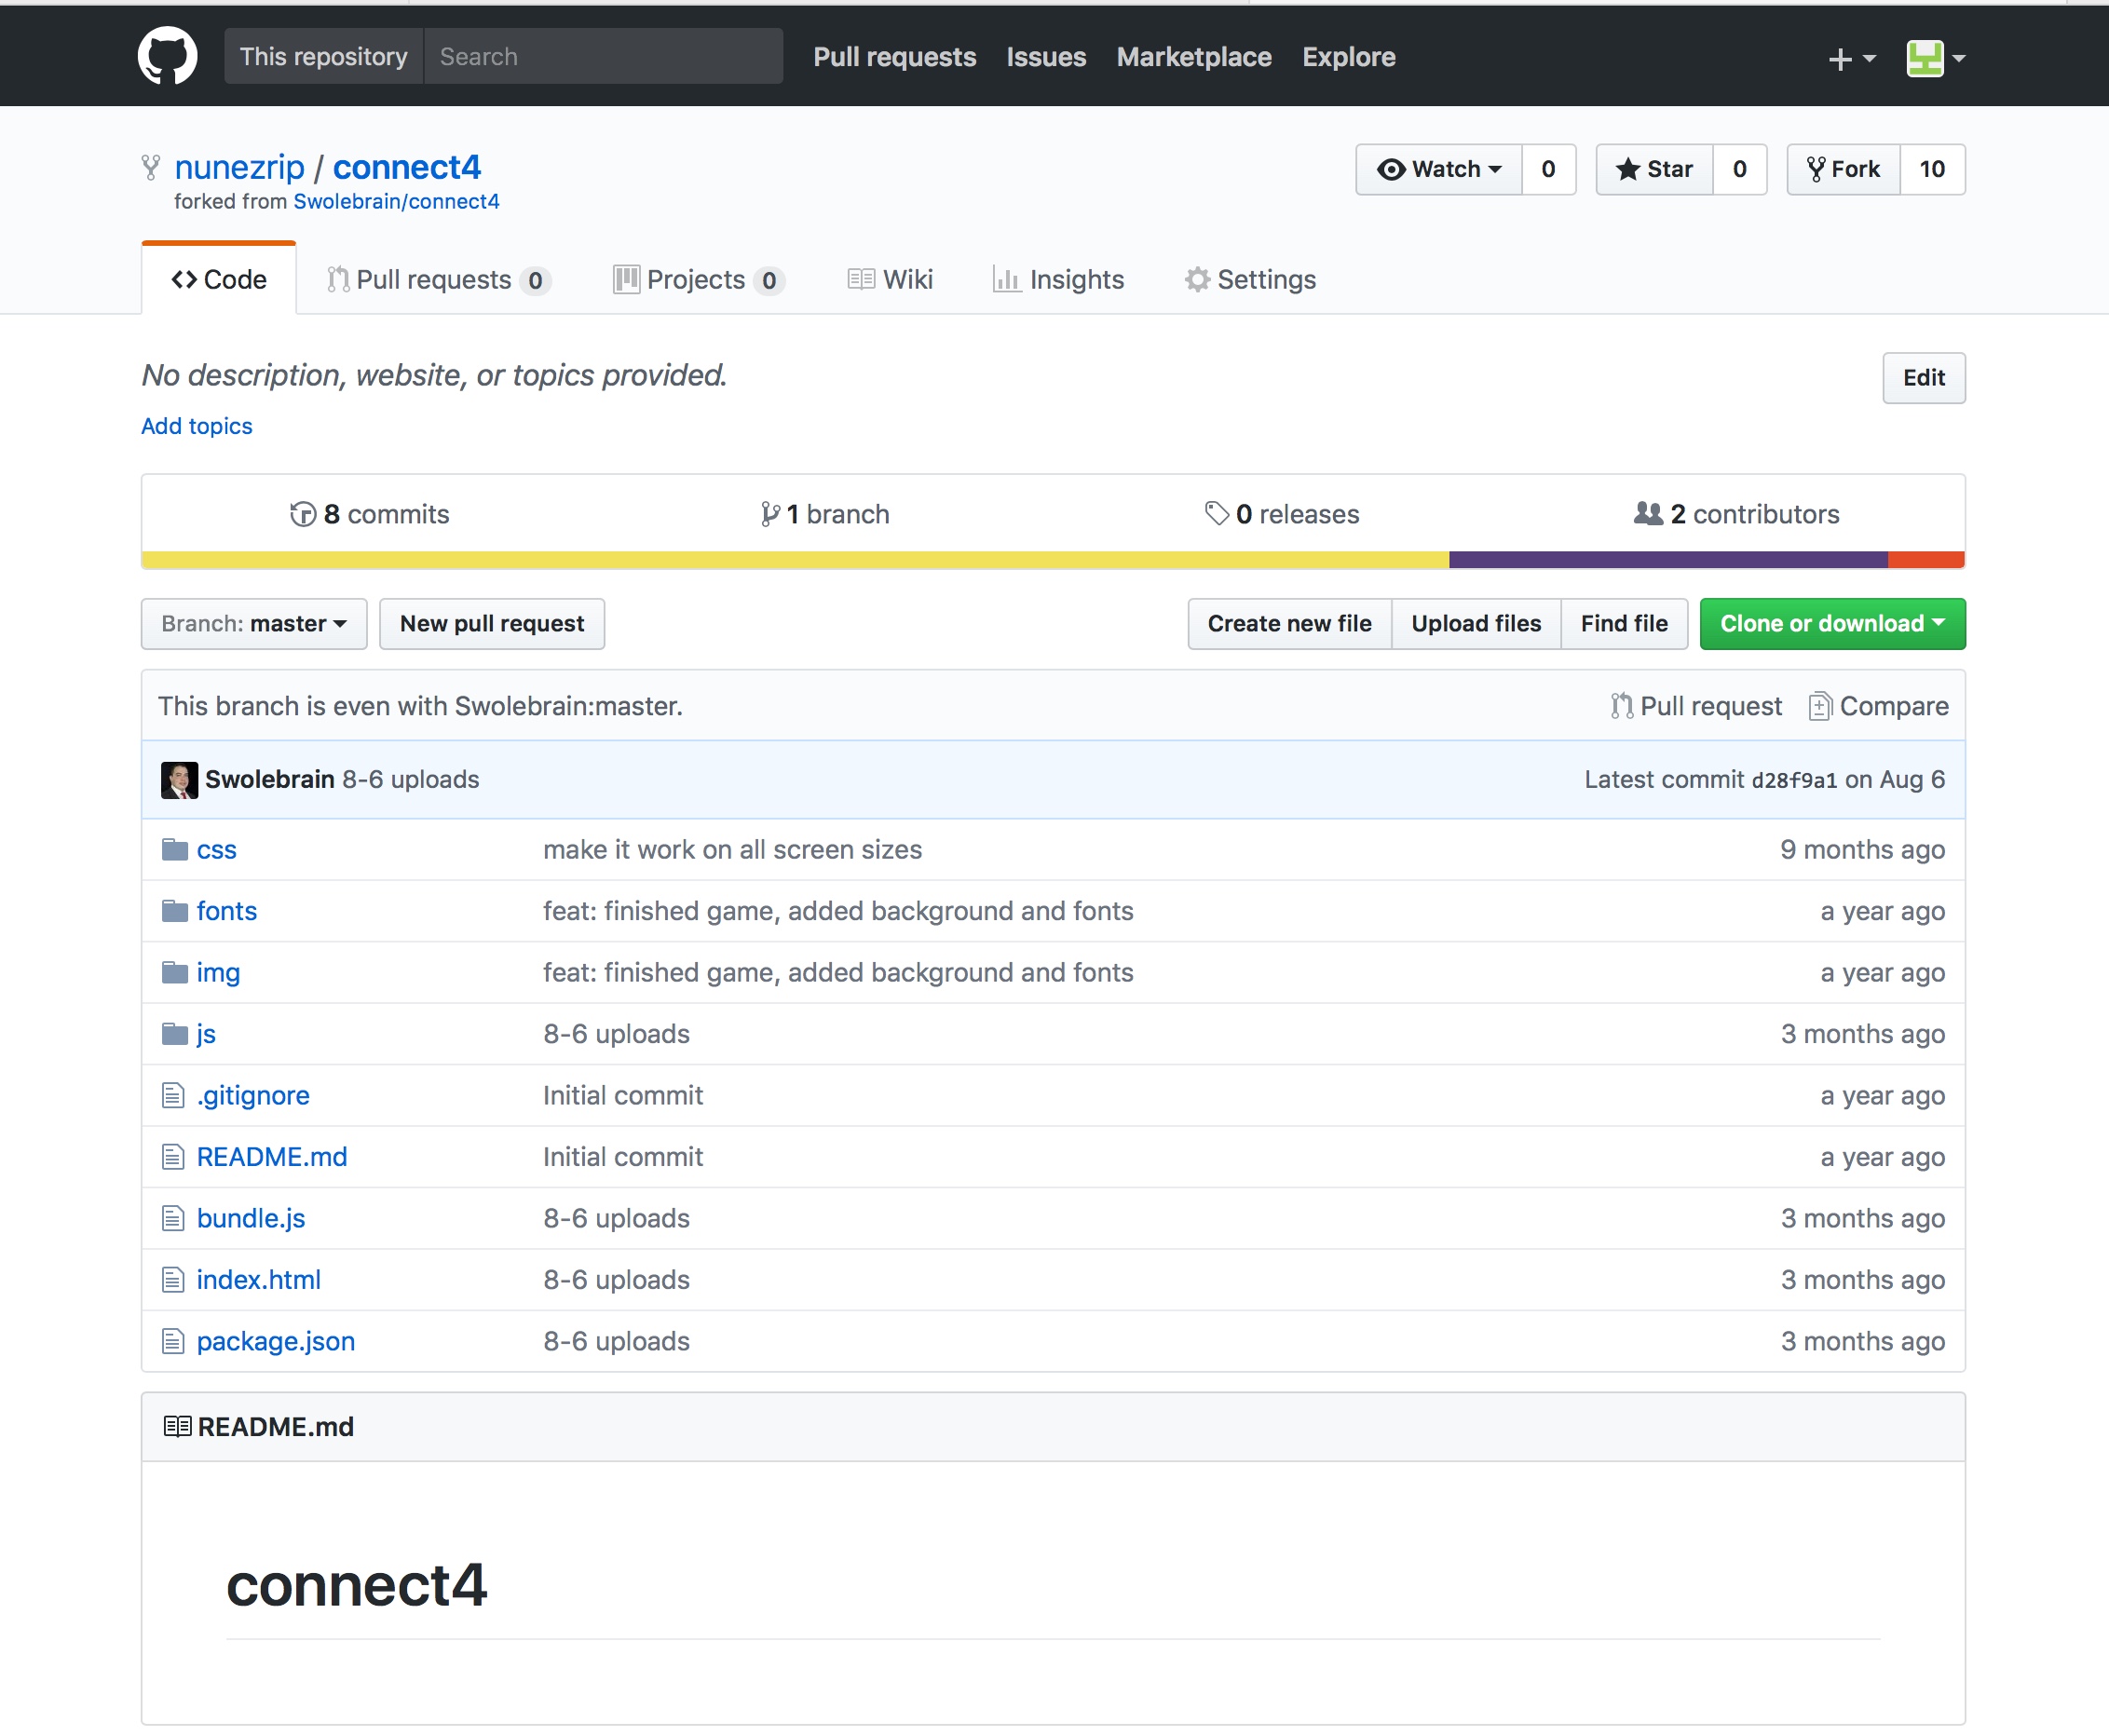 This repository Search Pull requests Issues Marketplace Explore
nunezrip / connect4 Watch 0 Star 0 Fork 10
forked from Swolebrain/connect4
Code Pull requests 0 Projects 0 Wiki Insights Settings
No description, website, or topics provided. Edit
Add topics
8 commits 1 branch 0 releases 2 contributors
Branch: master New pull request Create new file Upload files Find file Clone or download
This branch is even with Swolebrain:master. Pull request Compare
Swolebrain 8-6 uploads Latest commit d28f9a1 on Aug 6
css make it work on all screen sizes 9 months ago
fonts feat: finished game, added background and fonts a year ago
img feat: finished game, added background and fonts a year ago
js 8-6 uploads 3 months ago
.gitignore Initial commit a year ago
README.md Initial commit a year ago
bundle.js 8-6 uploads 3 months ago
index.html 8-6 uploads 3 months ago
package.json 8-6 uploads 3 months ago
README.md
connect4